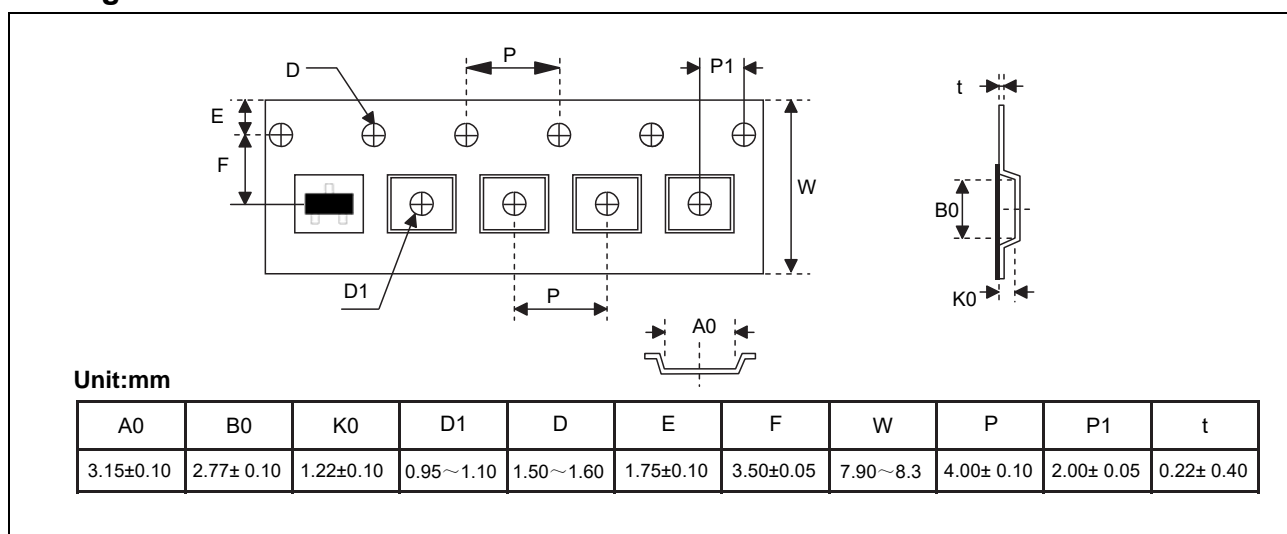 P
P1
D
t
E
F
W
B0
D1
P
K0
A0
Unit:mm
A0 B0 K0 D1 D E F W P P1 t
3.15±0.10 2.77± 0.10 1.22±0.10 0.95～1.10 1.50～1.60 1.75±0.10 3.50±0.05 7.90～8.3 4.00± 0.10 2.00± 0.05 0.22± 0.40